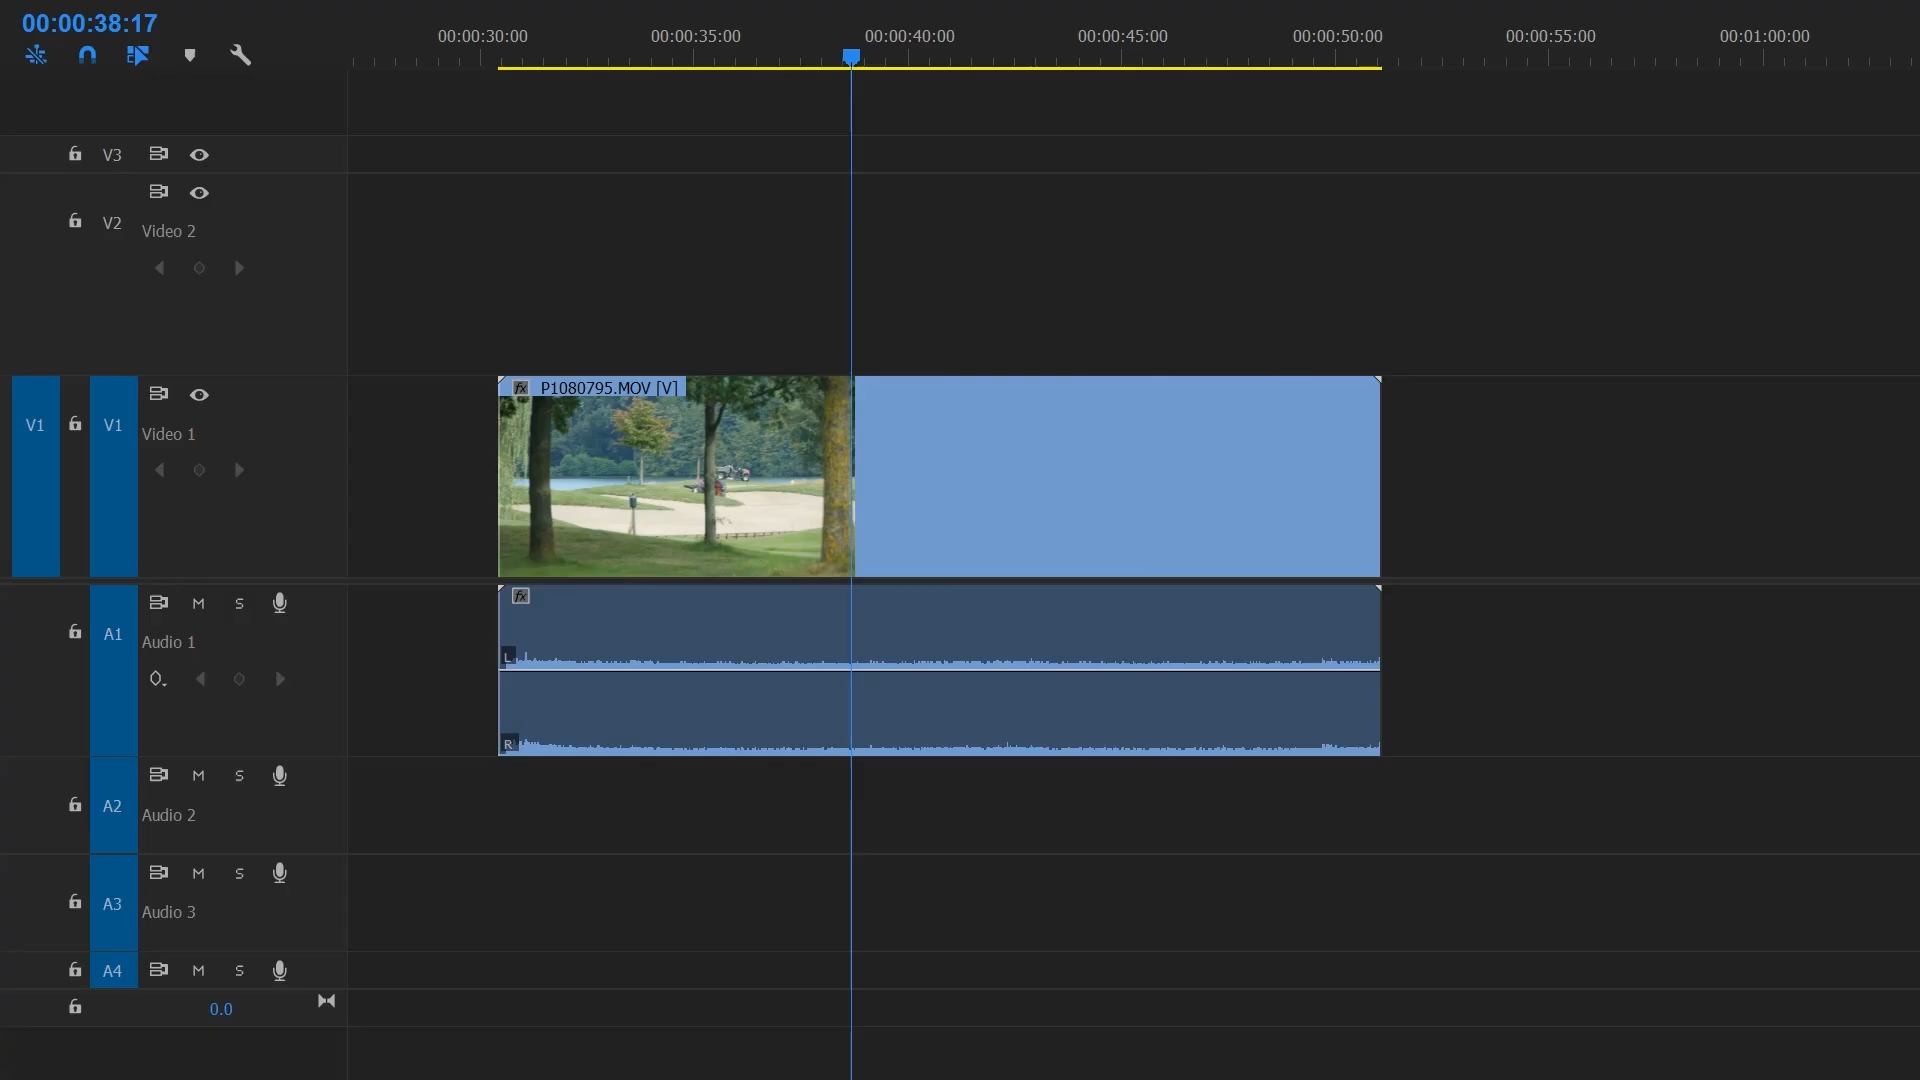 00:00:38:17
00:00:30:00 00:00:35:00 00:00:40:00 00:00:45:00 00:00:50:00 00:00:55:00 00:01:00:00
V3
V2
Video 2
fx P1080795.MOV [V]
V1 V1
Video 1
fx
M S
A1
Audio 1
L
R
M S
A2
Audio 2
M S
A3
Audio 3
A4 M S
0.0